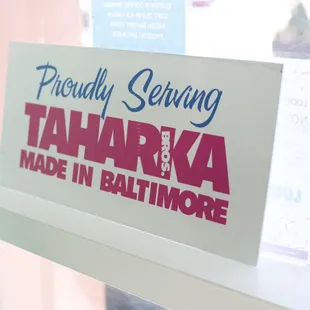 Proudly Serving
TAHARKA BROS.
MADE IN BALTIMORE